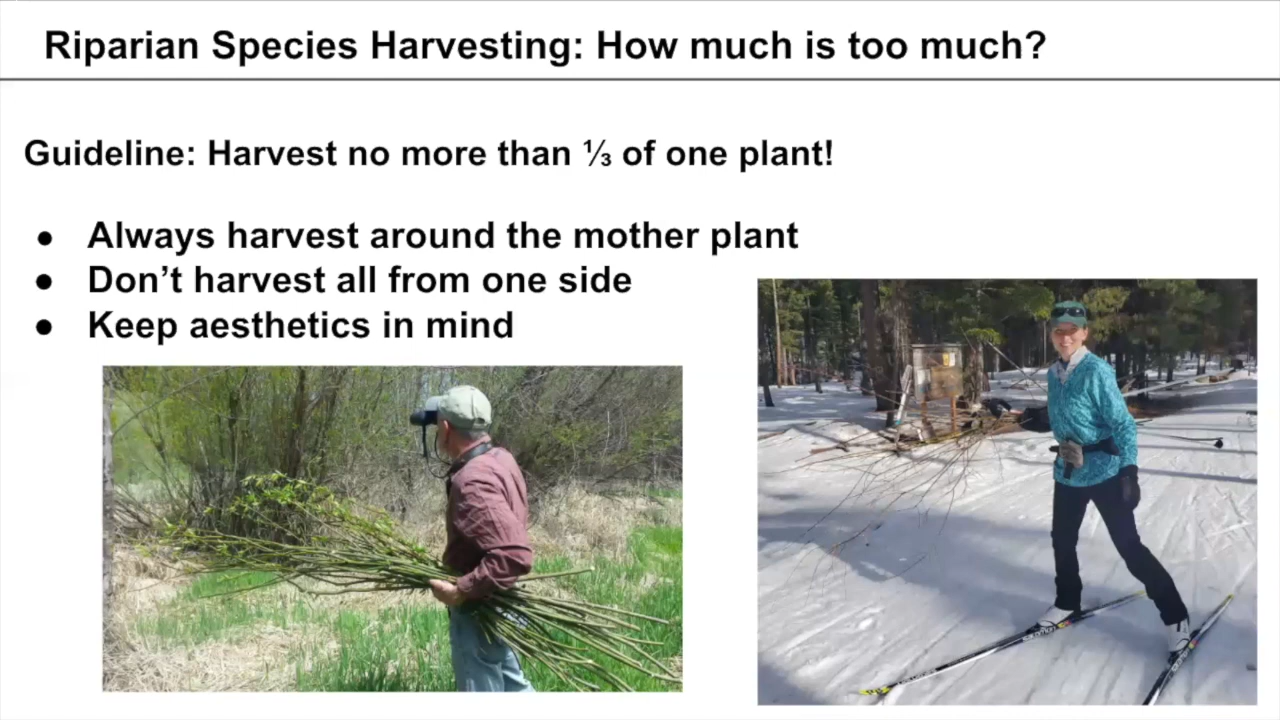 Riparian Species Harvesting: How much is too much?
Guideline: Harvest no more than ⅓ of one plant!
● Always harvest around the mother plant
● Don’t harvest all from one side
● Keep aesthetics in mind